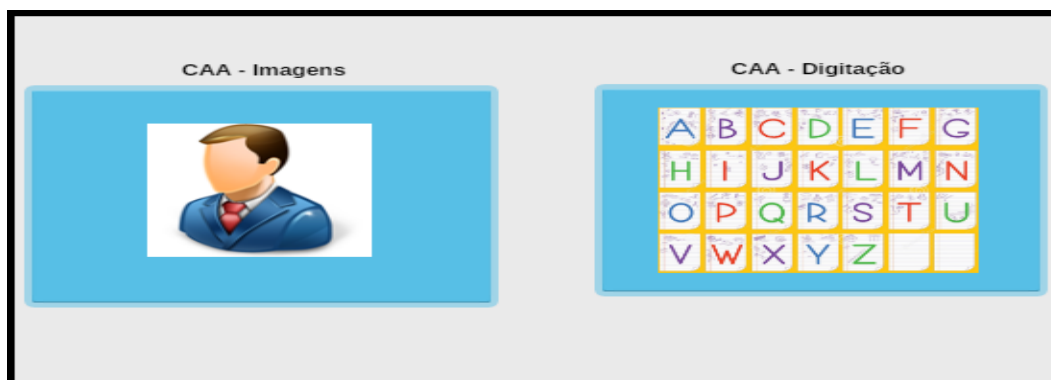 CAA - Imagens
CAA - Digitação
A B C D E F G
H I J K L M N
O P Q R S T U
V W X Y Z